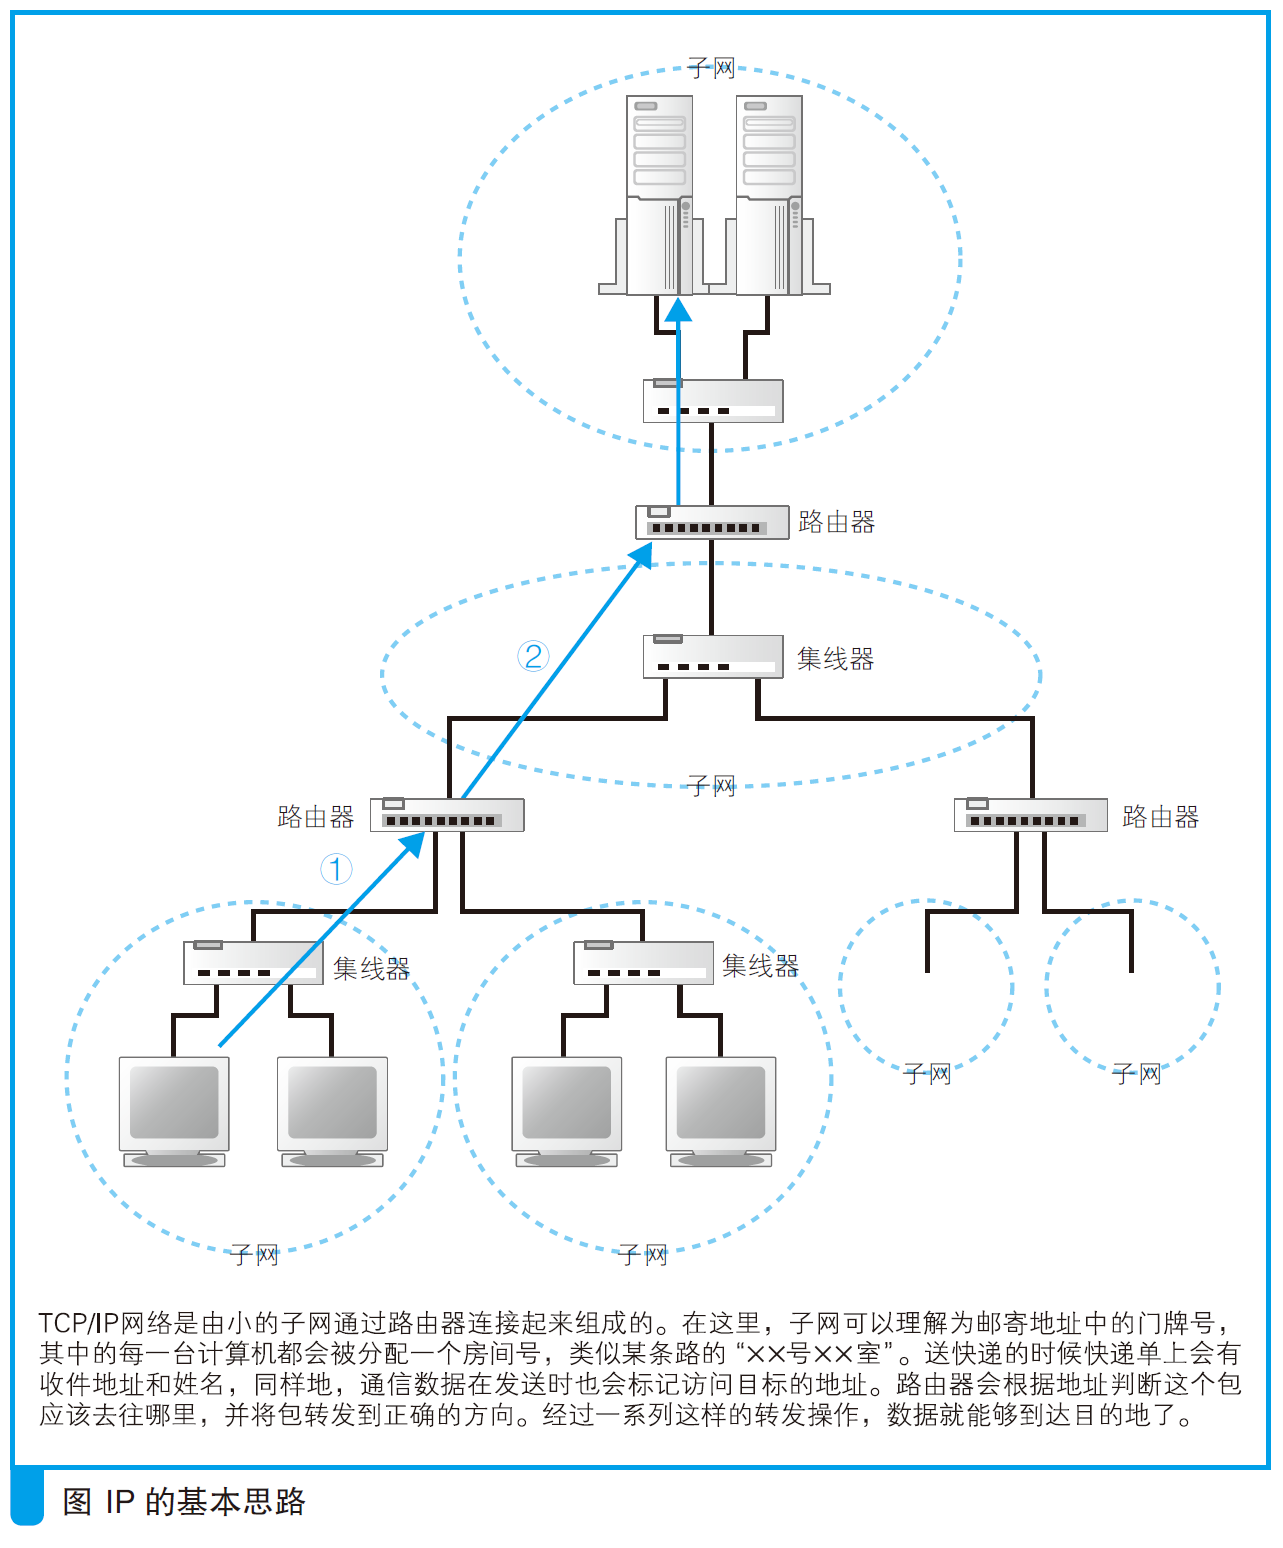 子网
路由器
集线器
②
子网
路由器
路由器
①
集线器
集线器
子网
子网
子网
子网
TCP/IP网络是由小的子网通过路由器连接起来组成的。在这里，子网可以理解为邮寄地址中的门牌号，
其中的每一台计算机都会被分配一个房间号，类似某条路的“××号××室”。送快递的时候快递单上会有
收件地址和姓名，同样地，通信数据在发送时也会标记访问目标的地址。路由器会根据地址判断这个包
应该去往哪里，并将包转发到正确的方向。经过一系列这样的转发操作，数据就能够到达目的地了。
图 IP 的基本思路